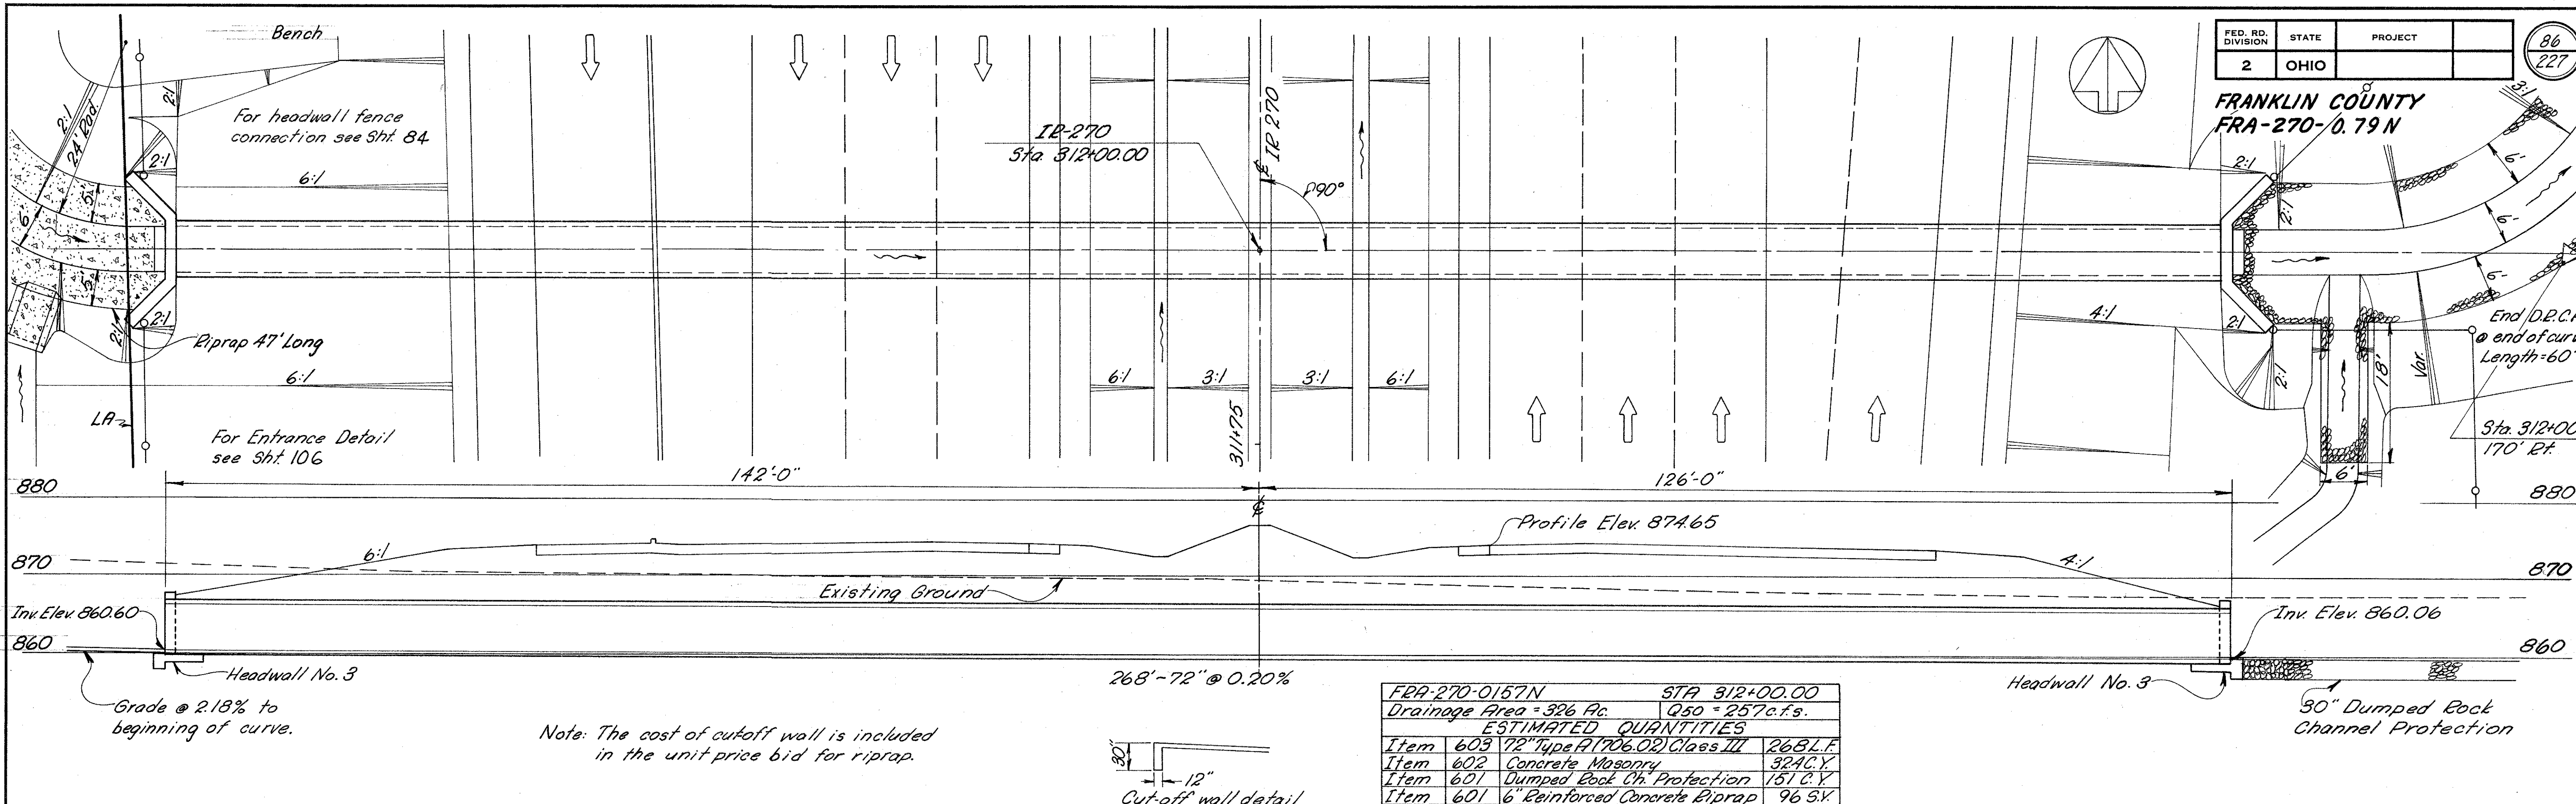 FED. RD. DIVISION STATE PROJECT
2 OHIO
86
227
FRANKLIN COUNTY
FRA-270-0.79 N
Bench
2:1
24' Rad.
2:1
For headwall fence
connection see Sht. 84
2:1
6:1
5'
6'
5'
2:1
2:1
Riprap 47' Long
6:1
LA
For Entrance Detail
see Sht. 106
IR-270
Sta. 312+00.00
℄ IR 270
90°
6:1 3:1 3:1 6:1
311+75
3:1
2:1
2:1
6-
6-
6-
4:1
2:1
2:1
18'
Var.
6'
@ end of curv
Length=60'
Sta. 312+00
170' Rt.
142'-0"
126'-0"
880
880
℄
Profile Elev. 874.65
6:1
4:1
870
870
Existing Ground
Inv. Elev. 860.60
Inv. Elev. 860.06
860
860
Headwall No. 3
268'-72" @ 0.20%
Headwall No. 3
Grade @ 2.18% to
beginning of curve.
30" Dumped Rock
Channel Protection
Note: The cost of cutoff wall is included
in the unit price bid for riprap.
30"
12"
Cut-off wall detail
FRA-270-0157N STA 312+00.00
Drainage Area = 326 Ac. Q50 = 257c.f.s.
ESTIMATED QUANTITIES
Item 603 72" Type A (706.02) Class III 268 L.F.
Item 602 Concrete Masonry
Item 601 Dumped Rock Ch. Protection 151 C.Y.
Item 601 6" Reinforced Concrete Riprap 96 S.Y.